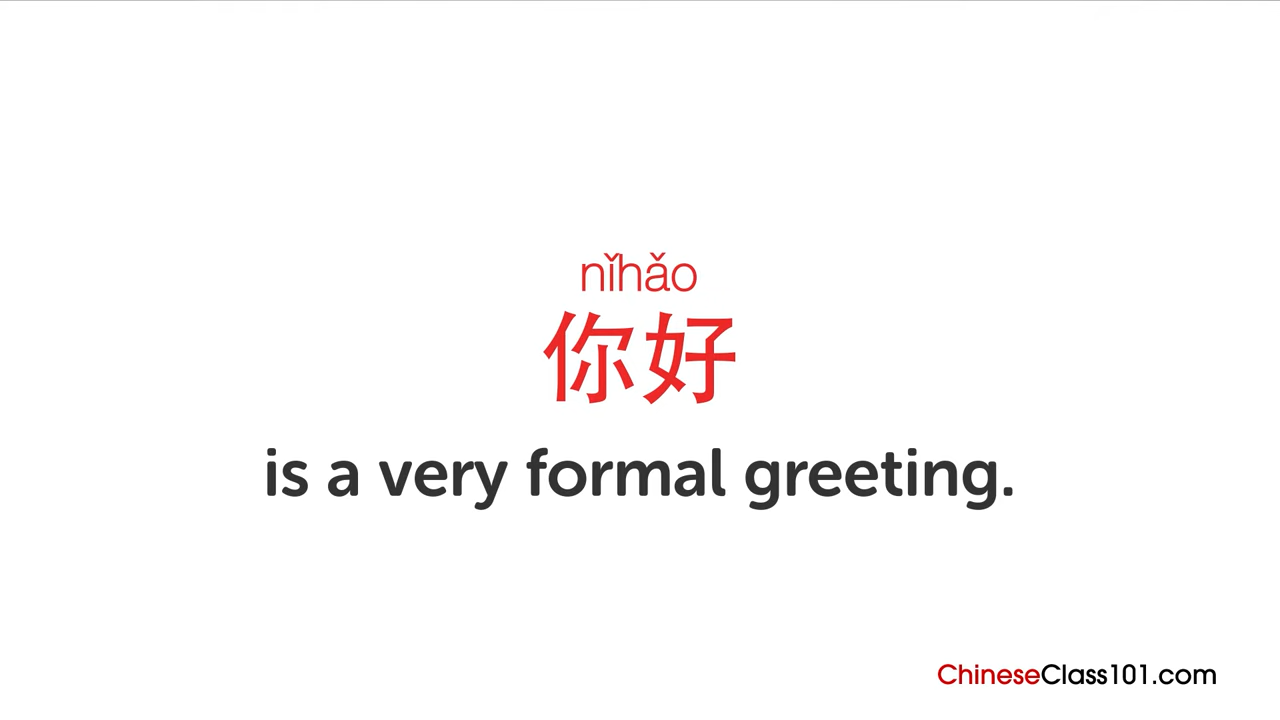 nǐhǎo
你好
is a very formal greeting.
ChineseClass101.com